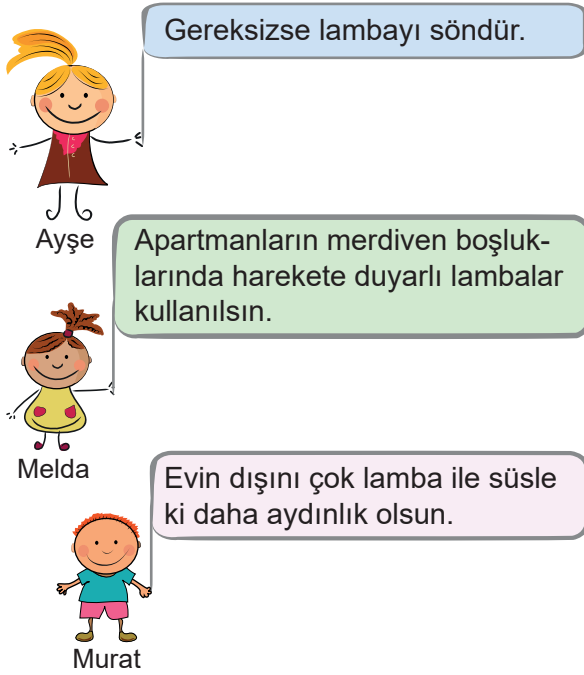 Gereksizse lambayı söndür.
Ayşe
Apartmanların merdiven boşluk-
larında harekete duyarlı lambalar
kullanılsın.
Melda
Evin dışını çok lamba ile süsle
ki daha aydınlık olsun.
Murat